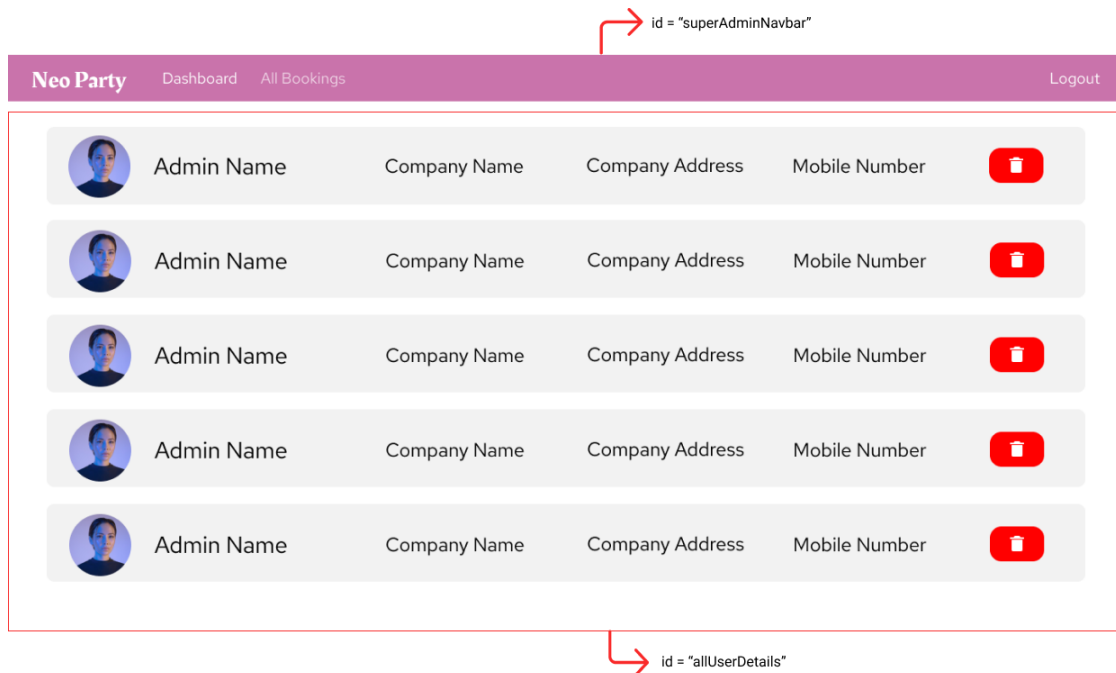 id = “superAdminNavbar”
Neo Party Dashboard All Bookings Logout
Admin Name Company Name Company Address Mobile Number
Admin Name Company Name Company Address Mobile Number
Admin Name Company Name Company Address Mobile Number
Admin Name Company Name Company Address Mobile Number
Admin Name Company Name Company Address Mobile Number
id = “allUserDetails”